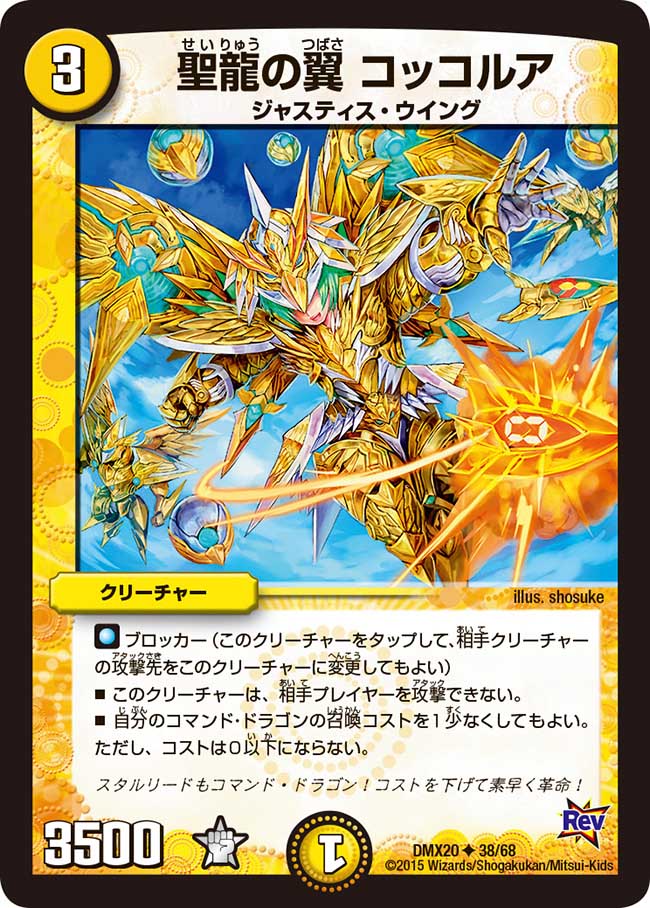 3
せいりゅう つばさ
聖龍の翼 コッコルア
ジャスティス・ウイング
クリーチャー
illus. shosuke
ブロッカー(このクリーチャーをタップして、相手クリーチャー
の攻撃先をこのクリーチャーに変更してもよい)
■ このクリーチャーは、相手プレイヤーを攻撃できない。
■ 自分のコマンド・ドラゴンの召喚コストを1少なくしてもよい。
ただし、コストは0以下にならない。
スタルリードもコマンド・ドラゴン!コストを下げて素早く革命!
3500
1
Rev
DMX20 ◆ 38/68
©2015 Wizards/Shogakukan/Mitsui-Kids